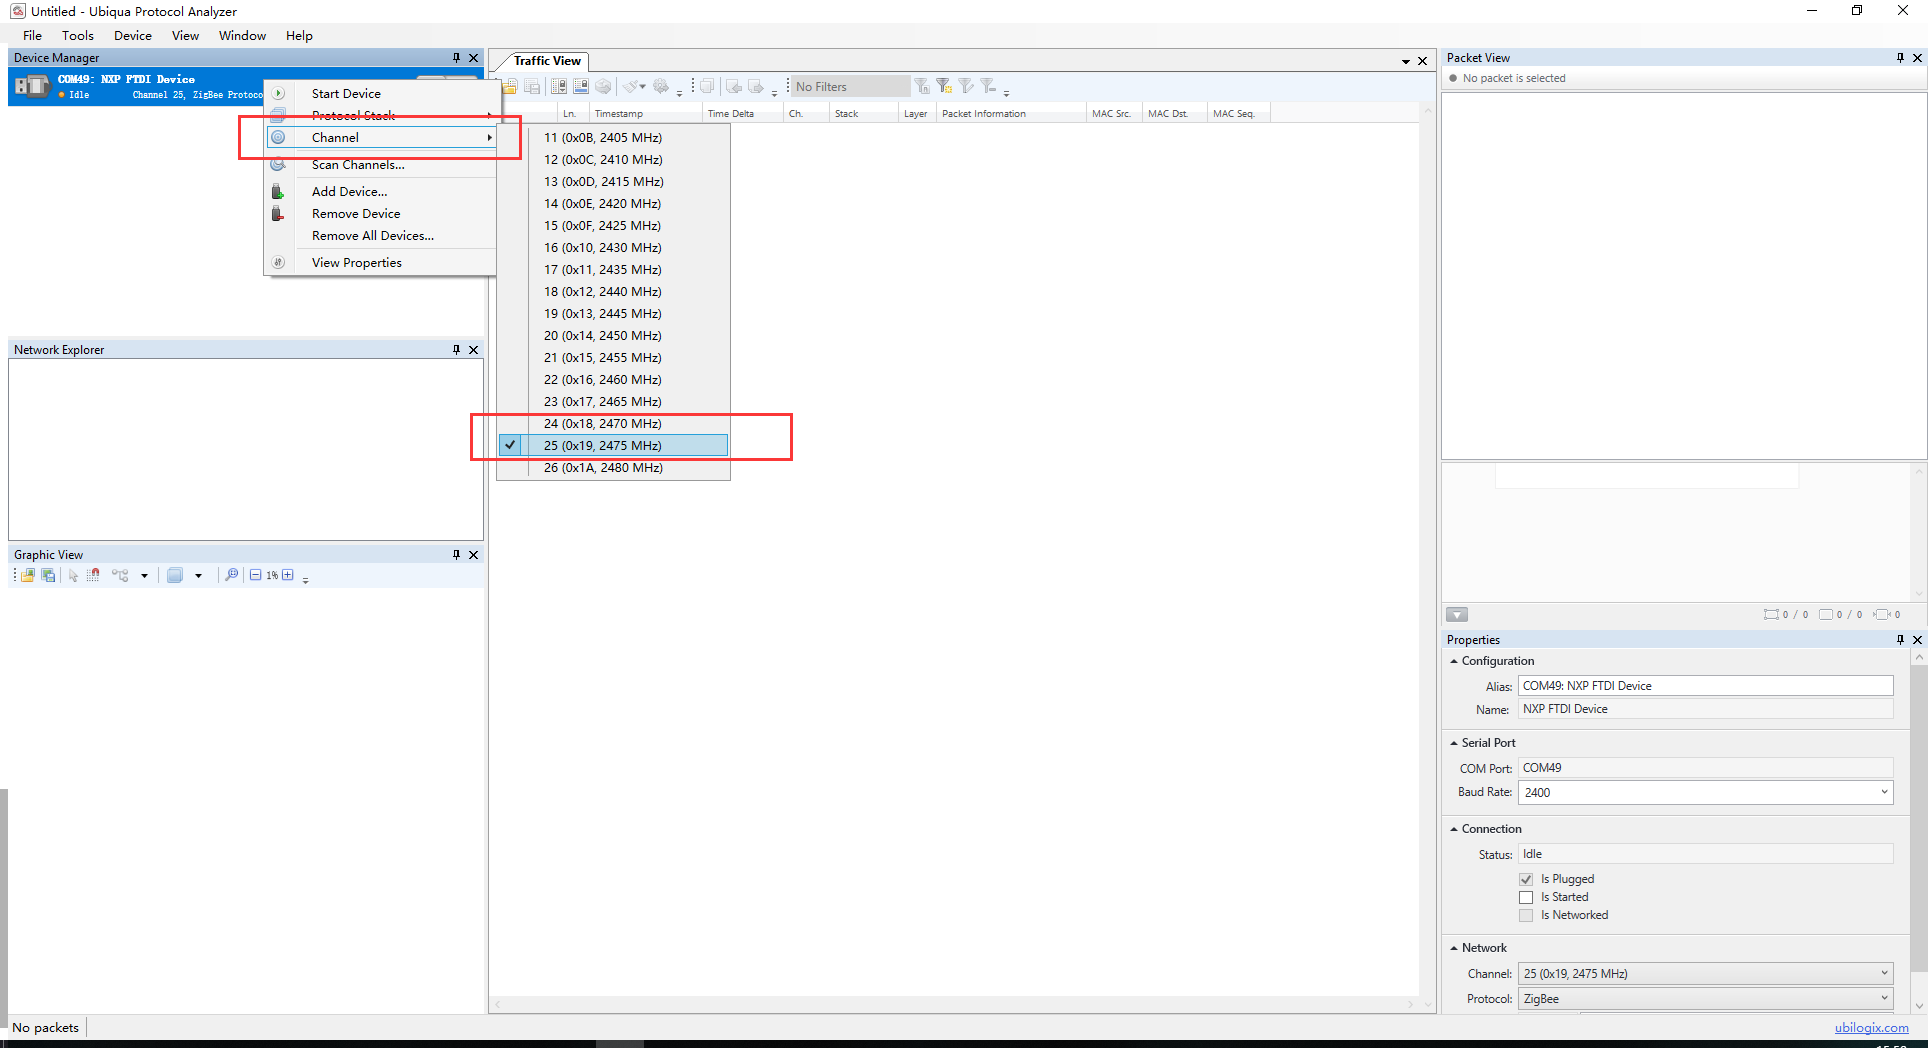 Untitled - Ubiqua Protocol Analyzer
File Tools Device View Window Help
Device Manager
COM49: NXP FTDI Device
Idle Channel 25, ZigBee Protoco
Start Device
Protocol Stack
Channel
Scan Channels...
Add Device...
Remove Device
Remove All Devices...
View Properties
11 (0x0B, 2405 MHz)
12 (0x0C, 2410 MHz)
13 (0x0D, 2415 MHz)
14 (0x0E, 2420 MHz)
15 (0x0F, 2425 MHz)
16 (0x10, 2430 MHz)
17 (0x11, 2435 MHz)
18 (0x12, 2440 MHz)
19 (0x13, 2445 MHz)
20 (0x14, 2450 MHz)
21 (0x15, 2455 MHz)
22 (0x16, 2460 MHz)
23 (0x17, 2465 MHz)
24 (0x18, 2470 MHz)
25 (0x19, 2475 MHz)
26 (0x1A, 2480 MHz)
Network Explorer
Graphic View
1%
Traffic View
No Filters
Ln. Timestamp Time Delta Ch. Stack Layer Packet Information MAC Src. MAC Dst. MAC Seq.
Packet View
No packet is selected
0 / 0 0 / 0 0
Properties
Configuration
Alias: COM49: NXP FTDI Device
Name: NXP FTDI Device
Serial Port
COM Port: COM49
Baud Rate: 2400
Connection
Status: Idle
Is Plugged
Is Started
Is Networked
Network
Channel: 25 (0x19, 2475 MHz)
Protocol: ZigBee
No packets
ubilogix.com